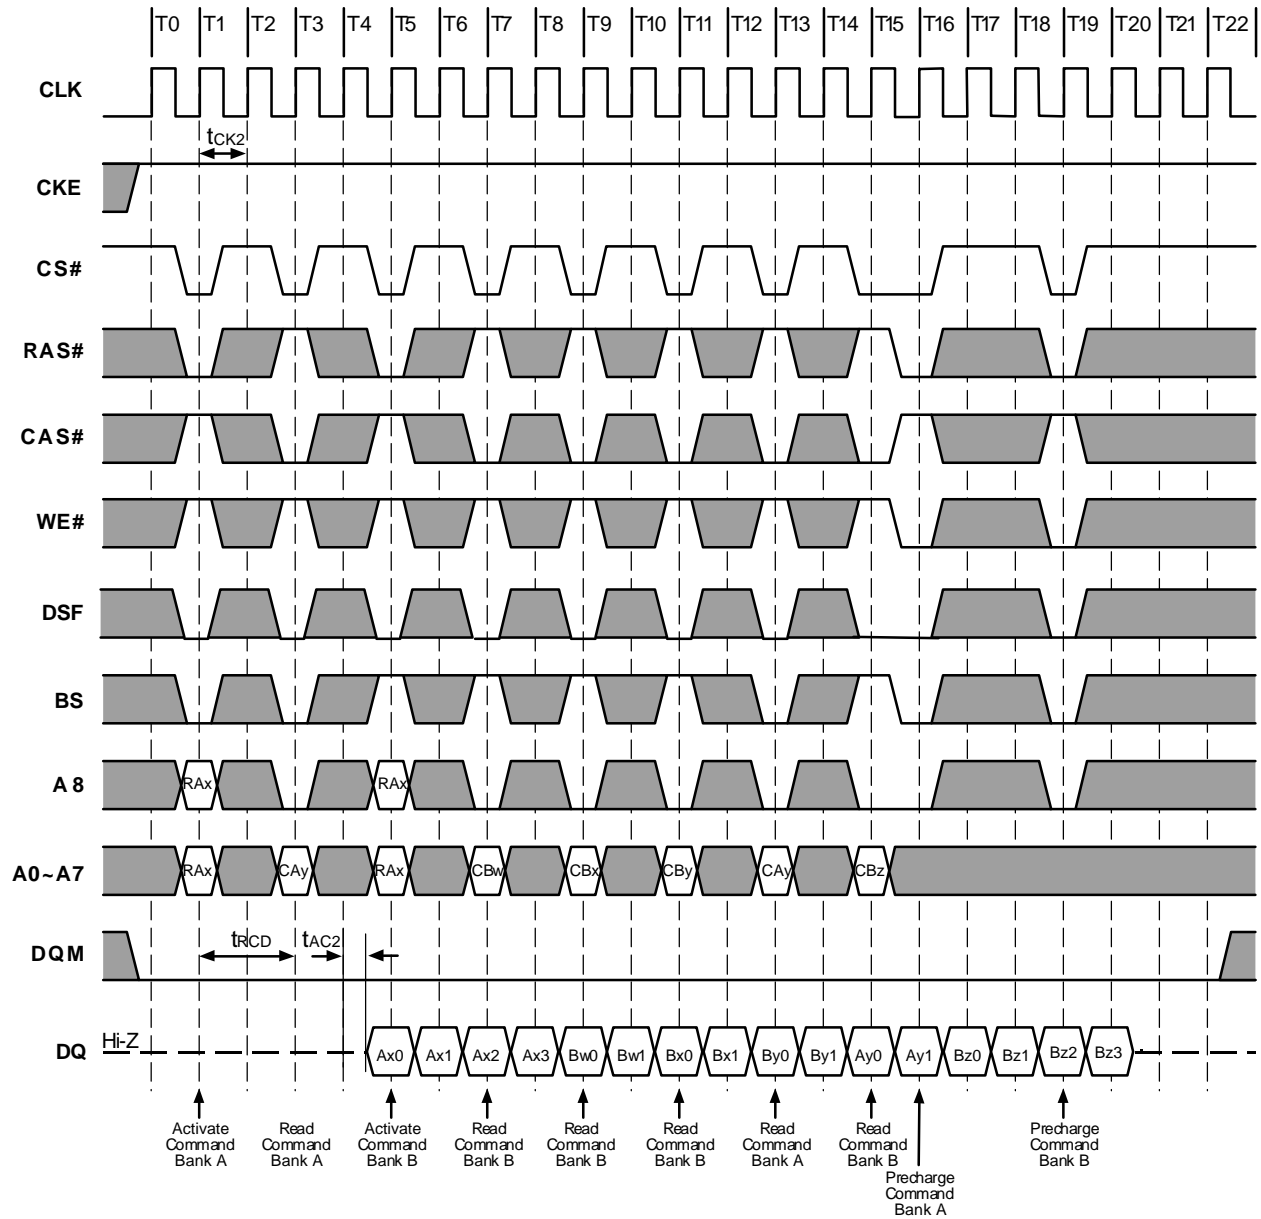 T0 T1 T2 T3 T4 T5 T6 T7 T8 T9 T10 T11 T12 T13 T14 T15 T16 T17 T18 T19 T20 T21 T22
CLK
tCK2
CKE
CS#
RAS#
CAS#
WE#
DSF
BS
A8
RAx RAx
A0~A7
RAx CAy RAx CBw CBx CBy CAy CBz
DQM
tRCD tAC2
DQ
Hi-Z
Ax0 Ax1 Ax2 Ax3 Bw0 Bw1 Bx0 Bx1 By0 By1 Ay0 Ay1 Bz0 Bz1 Bz2 Bz3
Activate
Command
Bank A
Read
Command
Bank A
Activate
Command
Bank B
Read
Command
Bank B
Read
Command
Bank B
Read
Command
Bank B
Read
Command
Bank A
Read
Command
Bank B
Precharge
Command
Bank A
Precharge
Command
Bank B